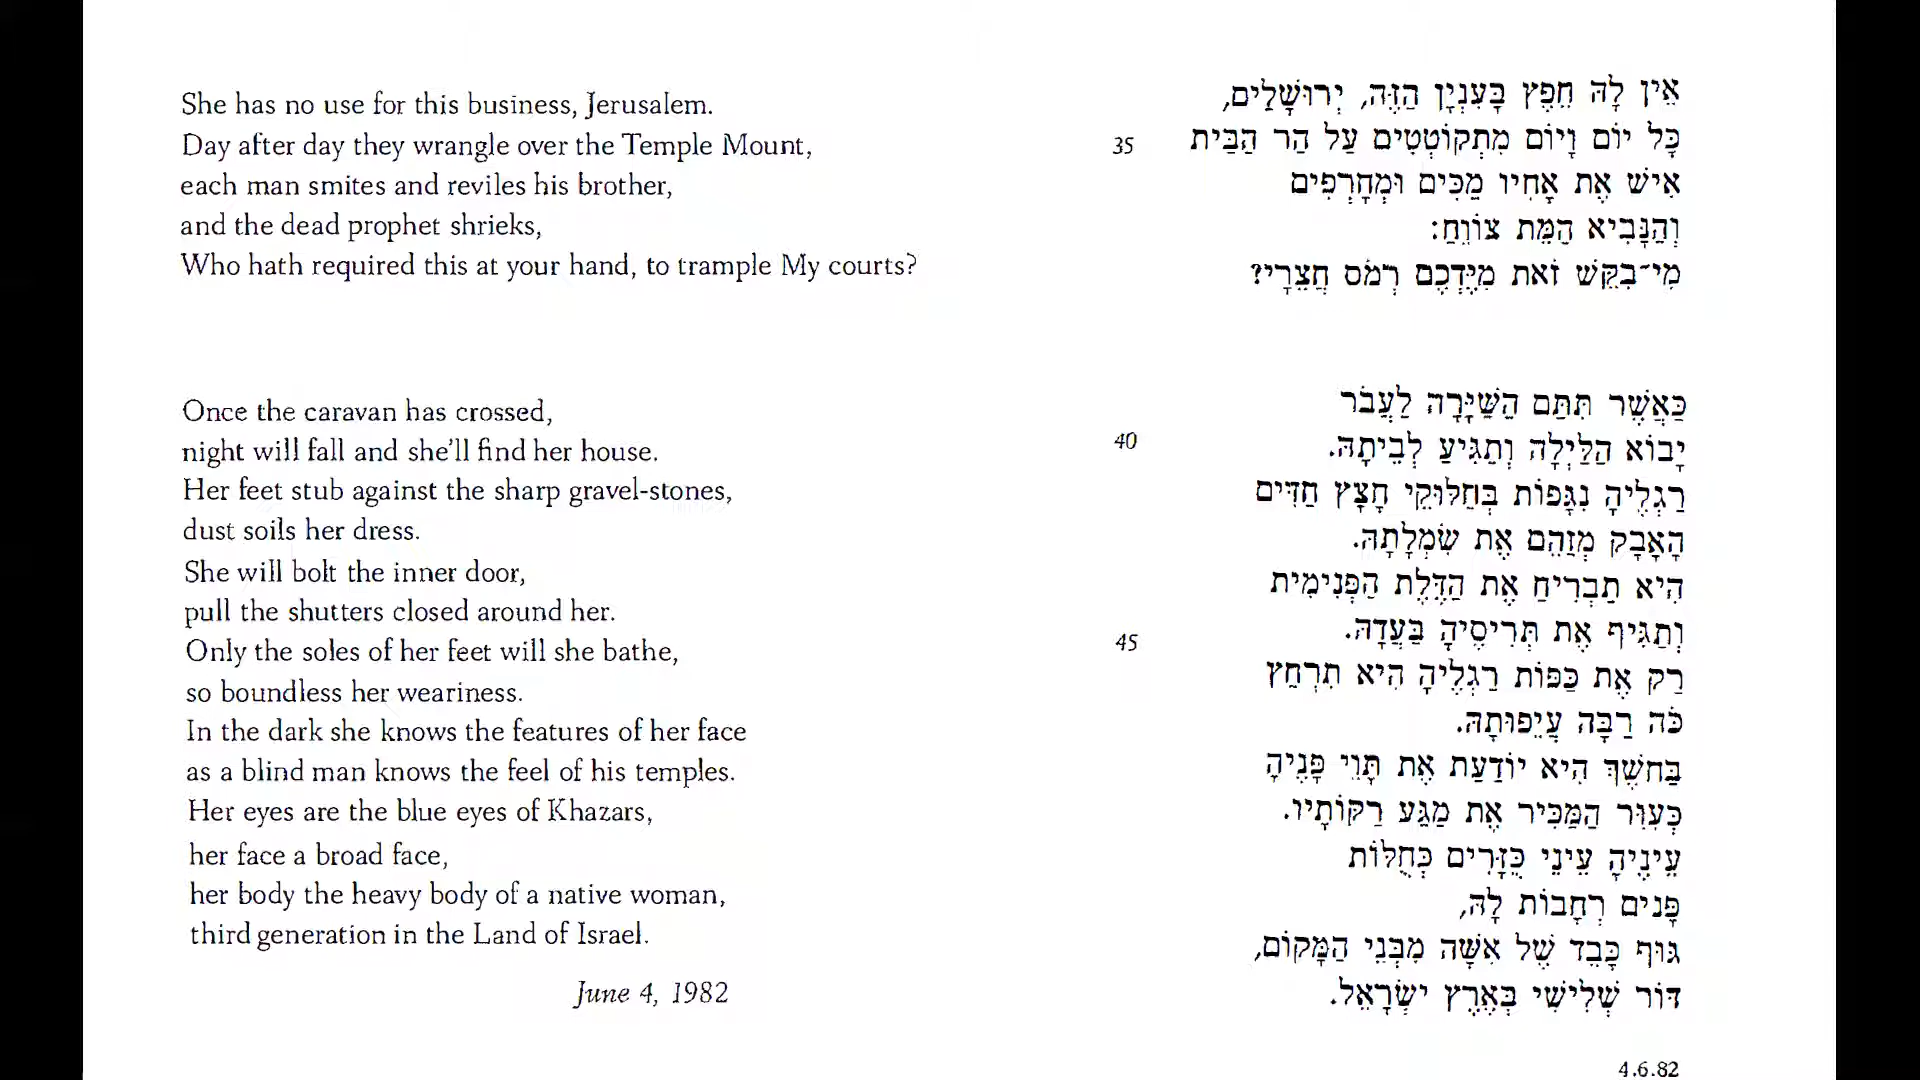 She has no use for this business, Jerusalem.
Day after day they wrangle over the Temple Mount,
each man smites and reviles his brother,
and the dead prophet shrieks,
Who hath required this at your hand, to trample My courts?
Once the caravan has crossed,
night will fall and she'll find her house.
Her feet stub against the sharp gravel-stones,
dust soils her dress.
She will bolt the inner door,
pull the shutters closed around her.
Only the soles of her feet will she bathe,
so boundless her weariness.
In the dark she knows the features of her face
as a blind man knows the feel of his temples.
Her eyes are the blue eyes of Khazars,
her face a broad face,
her body the heavy body of a native woman,
third generation in the Land of Israel.
June 4, 1982
אֵין לָהּ חֵפֶץ בָּעִנְיָן הַזֶּה, יְרוּשָׁלַיִם,
35 כָּל יוֹם וָיוֹם מִתְקוֹטְטִים עַל הַר הַבַּיִת
אִישׁ אֶת אָחִיו מַכִּים וּמְחָרְפִים
וְהַנָּבִיא הַמֵּת צוֹוֵחַ:
מִי־בִקֵּשׁ זֹאת מִיֶּדְכֶם רְמֹס חֲצֵרָי?
כַּאֲשֶׁר תִּתַּם הַשַּׁיָּרָה לַעֲבֹר
40 יָבוֹא הַלַּיְלָה וְתַגִּיעַ לְבֵיתָהּ.
רַגְלֶיהָ נִגָּפוֹת בְּחַלּוּקֵי חָצָץ חַדִּים
הָאָבָק מְזַהֵם אֶת שִׂמְלָתָהּ.
הִיא תַבְרִיחַ אֶת הַדֶּלֶת הַפְּנִימִית
וְתַגִּיף אֶת תְּרִיסֶיהָ בַּעֲדָהּ.
45 רַק אֶת כַּפּוֹת רַגְלֶיהָ הִיא תִרְחַץ
כֹּה רַבָּה עֲיֵפוּתָהּ.
בַּחֹשֶׁךְ הִיא יוֹדַעַת אֶת תָּוֵי פָּנֶיהָ
כְּעִוֵּר הַמַּכִּיר אֶת מַגַּע רַקּוֹתָיו.
עֵינֶיהָ עֵינֵי כֻּזָרִים כְּחֻלּוֹת
פָּנִים רְחָבוֹת לָהּ,
גּוּף כָּבֵד שֶׁל אִשָּׁה מִבְּנֵי הַמָּקוֹם,
דּוֹר שְׁלִישִׁי בְּאֶרֶץ יִשְׂרָאֵל.
4.6.82